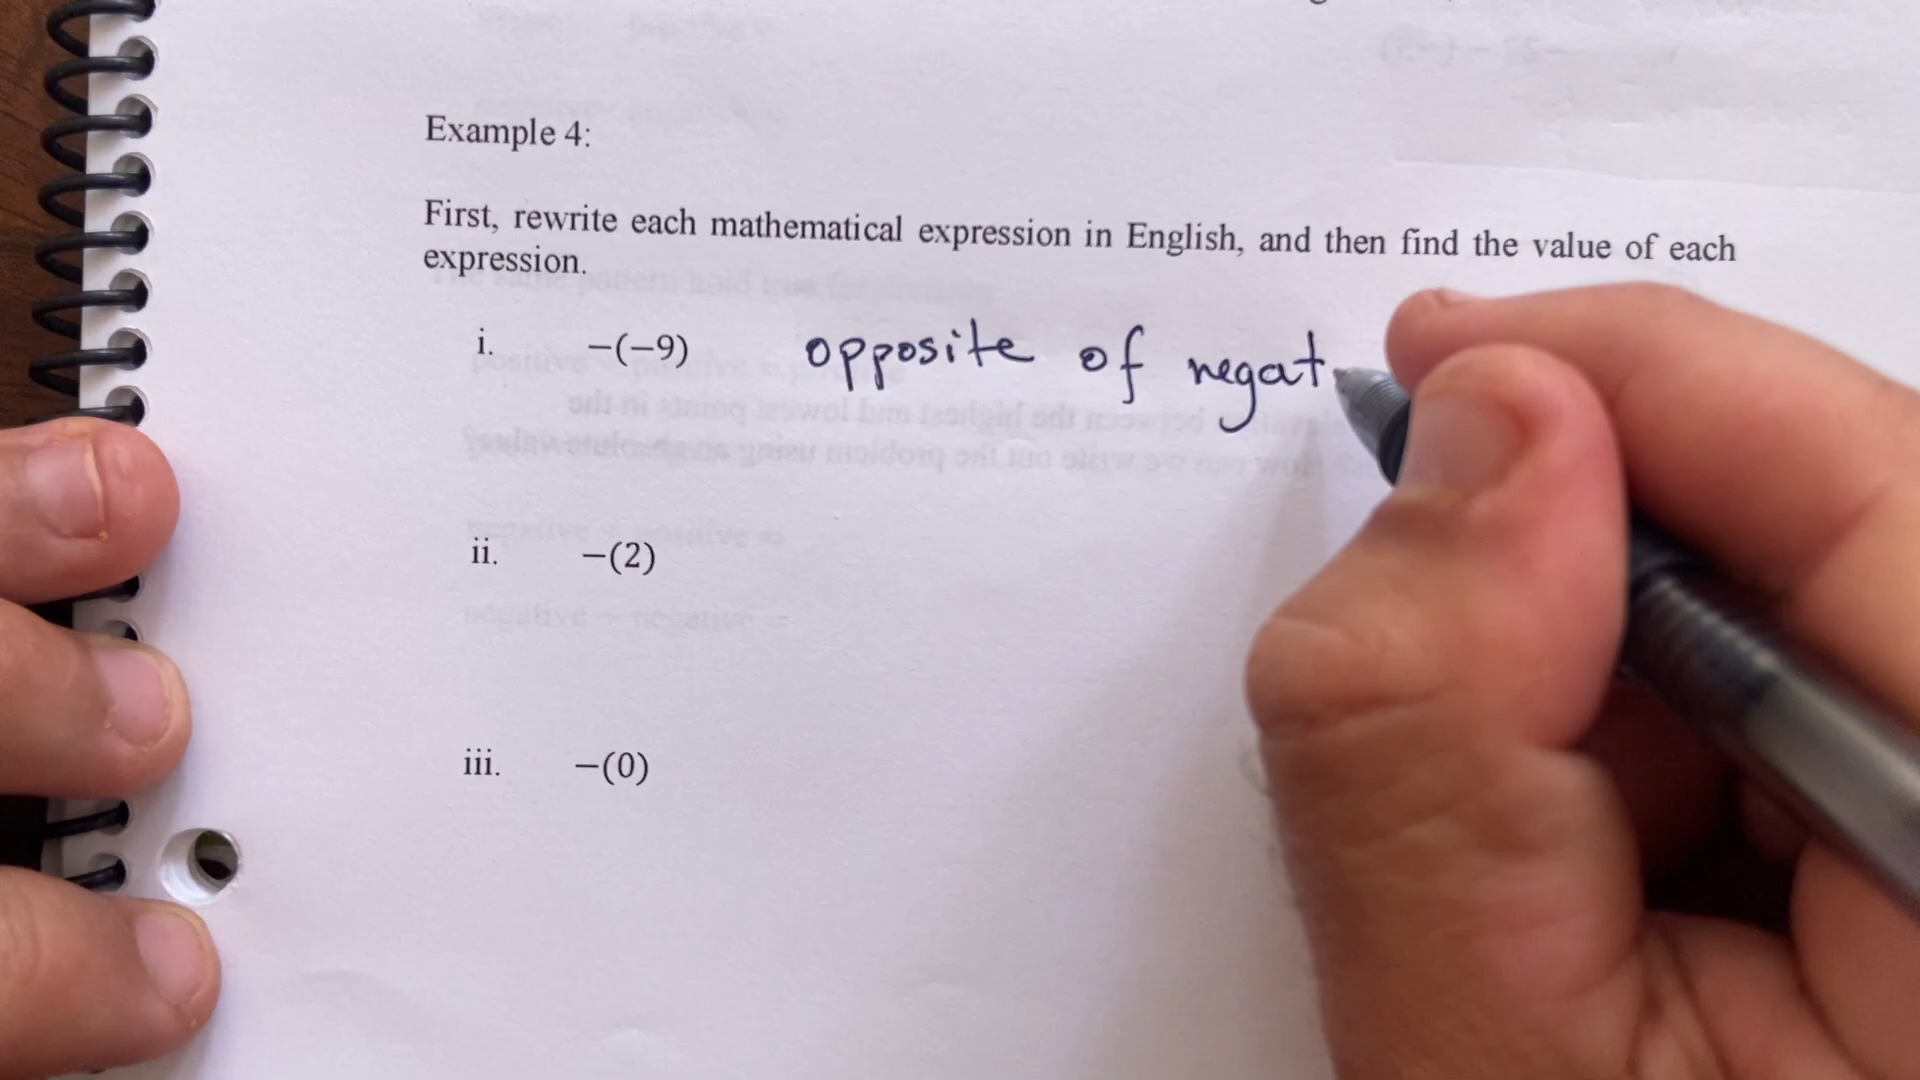 Example 4:
First, rewrite each mathematical expression in English, and then find the value of each
expression.
i. −(−9) opposite of negat
ii. −(2)
iii. −(0)